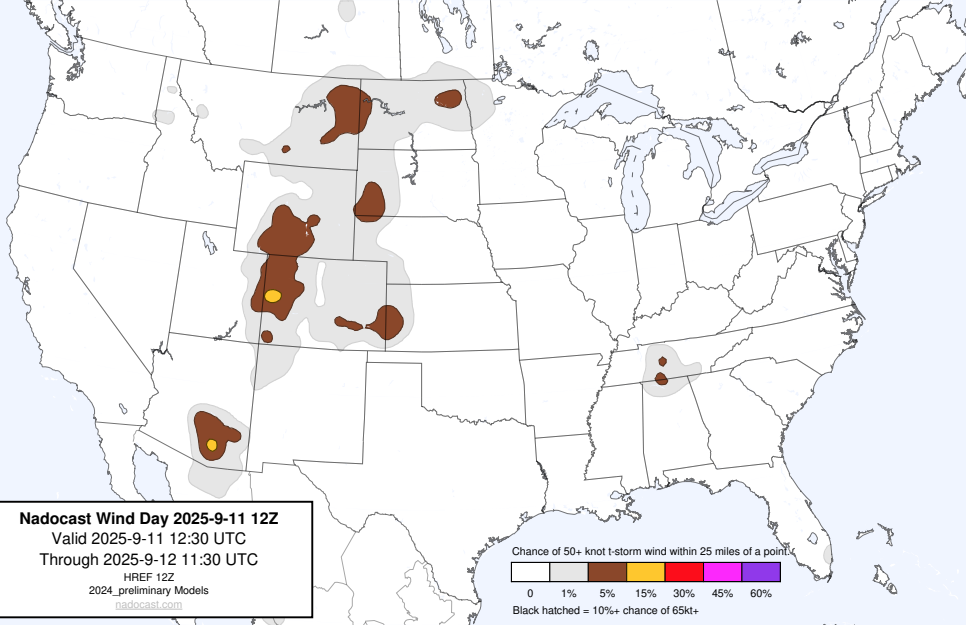 Nadocast Wind Day 2025-9-11 12Z
Valid 2025-9-11 12:30 UTC
Through 2025-9-12 11:30 UTC
HREF 12Z
2024_preliminary Models
nadocast.com
Chance of 50+ knot t-storm wind within 25 miles of a point.
0 1% 5% 15% 30% 45% 60%
Black hatched = 10%+ chance of 65kt+